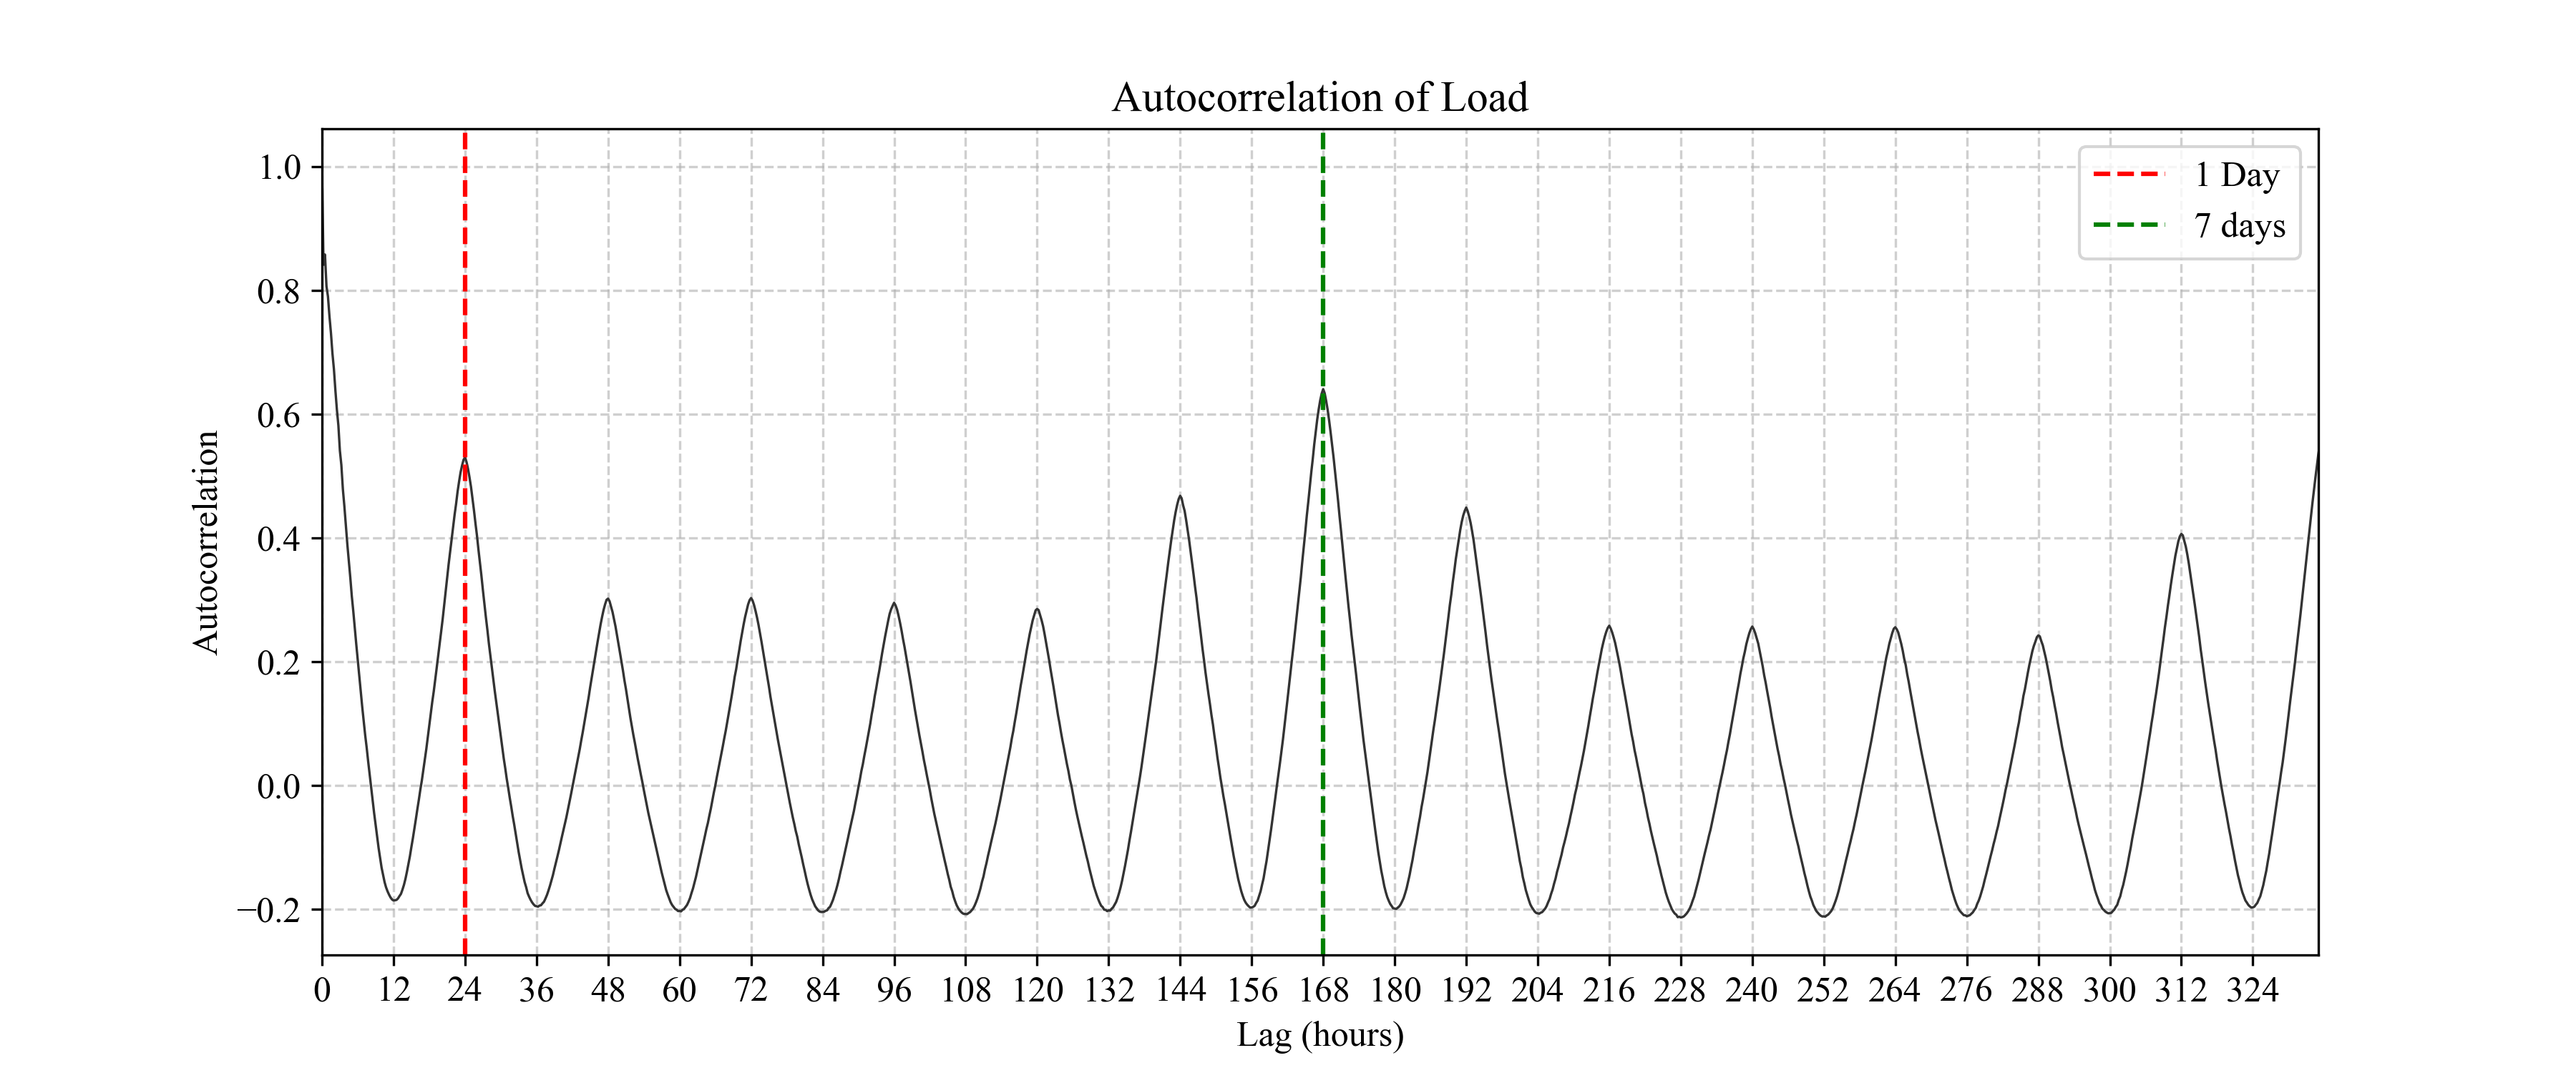 Autocorrelation of Load
1.0
0.8
0.6
0.4
0.2
0.0
−0.2
Autocorrelation
1 Day
7 days
0 12 24 36 48 60 72 84 96 108 120 132 144 156 168 180 192 204 216 228 240 252 264 276 288 300 312 324
Lag (hours)